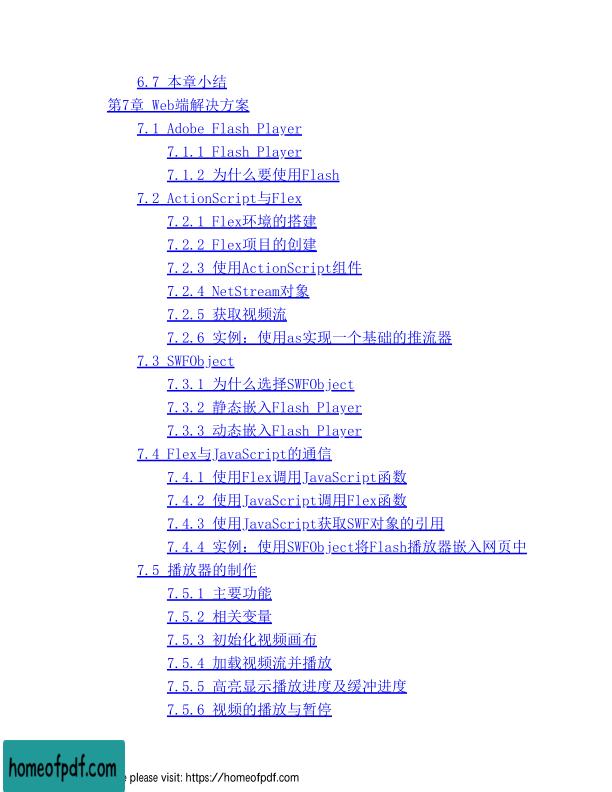 6.7 本章小结
第7章 Web端解决方案
7.1 Adobe Flash Player
7.1.1 Flash Player
7.1.2 为什么要使用Flash
7.2 ActionScript与Flex
7.2.1 Flex环境的搭建
7.2.2 Flex项目的创建
7.2.3 使用ActionScript组件
7.2.4 NetStream对象
7.2.5 获取视频流
7.2.6 实例：使用as实现一个基础的推流器
7.3 SWFObject
7.3.1 为什么选择SWFObject
7.3.2 静态嵌入Flash Player
7.3.3 动态嵌入Flash Player
7.4 Flex与JavaScript的通信
7.4.1 使用Flex调用JavaScript函数
7.4.2 使用JavaScript调用Flex函数
7.4.3 使用JavaScript获取SWF对象的引用
7.4.4 实例：使用SWFObject将Flash播放器嵌入网页中
7.5 播放器的制作
7.5.1 主要功能
7.5.2 相关变量
7.5.3 初始化视频画布
7.5.4 加载视频流并播放
7.5.5 高亮显示播放进度及缓冲进度
7.5.6 视频的播放与暂停
homeofpdf.com
please visit: https://homeofpdf.com